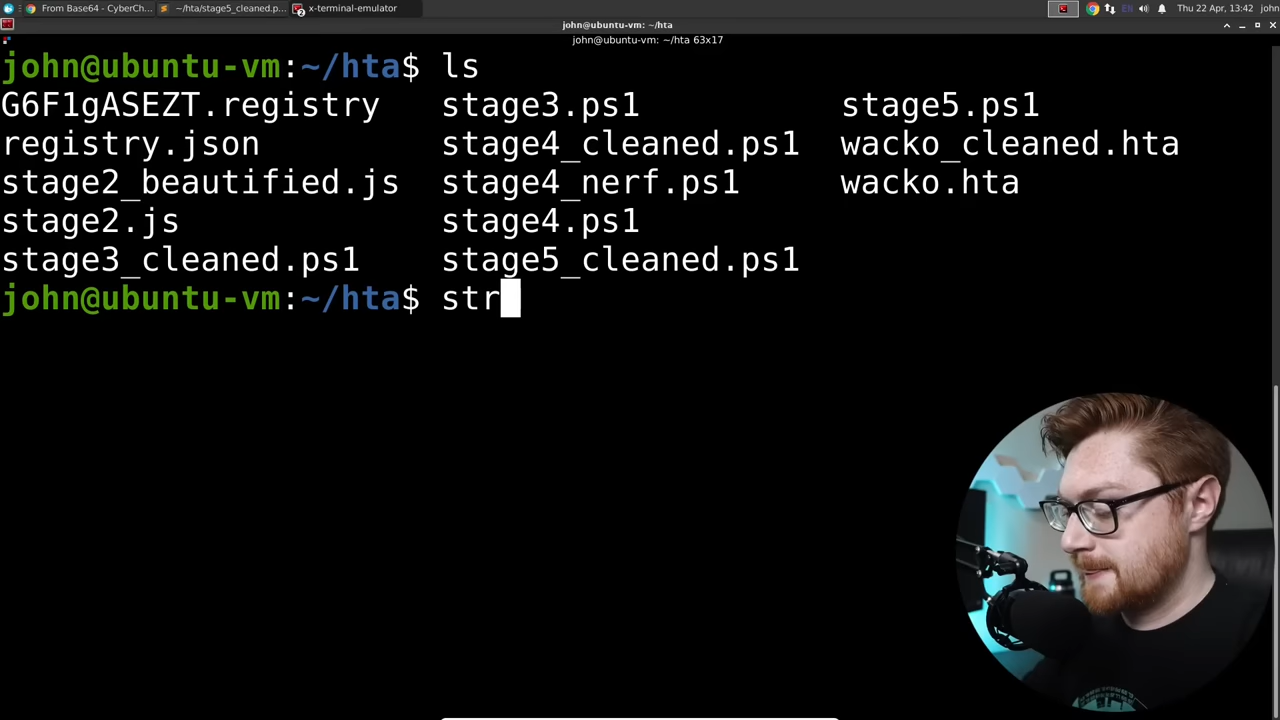 From Base64 - CyberCh... ~/hta/stage5_cleaned.p... x-terminal-emulator EN Thu 22 Apr, 13:42 john
john@ubuntu-vm: ~/hta
john@ubuntu-vm: ~/hta 63x17
john@ubuntu-vm:~/hta$ ls
G6F1gASEZT.registry stage3.ps1 stage5.ps1
registry.json stage4_cleaned.ps1 wacko_cleaned.hta
stage2_beautified.js stage4_nerf.ps1 wacko.hta
stage2.js stage4.ps1
stage3_cleaned.ps1 stage5_cleaned.ps1
john@ubuntu-vm:~/hta$ str